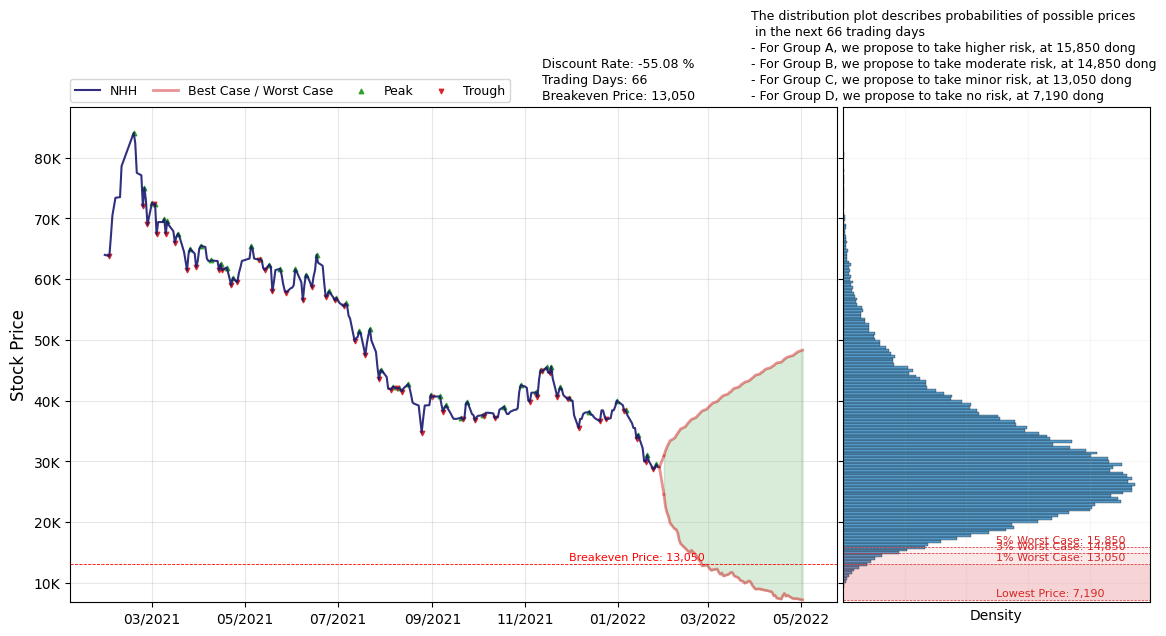 The distribution plot describes probabilities of possible prices
in the next 66 trading days
- For Group A, we propose to take higher risk, at 15,850 dong
- For Group B, we propose to take moderate risk, at 14,850 dong
- For Group C, we propose to take minor risk, at 13,050 dong
- For Group D, we propose to take no risk, at 7,190 dong
Discount Rate: -55.08 %
Trading Days: 66
Breakeven Price: 13,050
NHH Best Case / Worst Case Peak Trough
Stock Price
80K
70K
60K
50K
40K
30K
20K
10K
Breakeven Price: 13,050
03/2021 05/2021 07/2021 09/2021 11/2021 01/2022 03/2022 05/2022
5% Worst Case: 15,850
3% Worst Case: 14,850
1% Worst Case: 13,050
Lowest Price: 7,190
Density